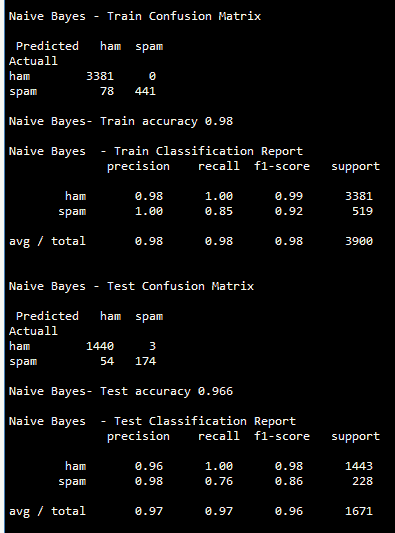 Naive Bayes - Train Confusion Matrix
Predicted ham spam
Actuall
ham 3381 0
spam 78 441
Naive Bayes- Train accuracy 0.98
Naive Bayes - Train Classification Report
precision recall f1-score support
ham 0.98 1.00 0.99 3381
spam 1.00 0.85 0.92 519
avg / total 0.98 0.98 0.98 3900
Naive Bayes - Test Confusion Matrix
Predicted ham spam
Actuall
ham 1440 3
spam 54 174
Naive Bayes- Test accuracy 0.966
Naive Bayes - Test Classification Report
precision recall f1-score support
ham 0.96 1.00 0.98 1443
spam 0.98 0.76 0.86 228
avg / total 0.97 0.97 0.96 1671